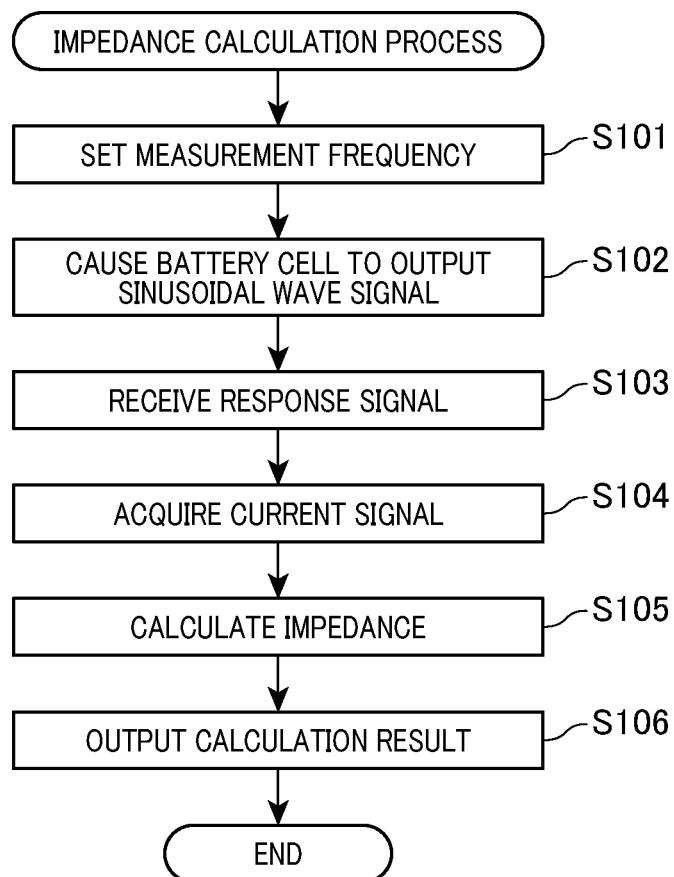 IMPEDANCE CALCULATION PROCESS
SET MEASUREMENT FREQUENCY
S101
CAUSE BATTERY CELL TO OUTPUT
SINUSOIDAL WAVE SIGNAL
S102
RECEIVE RESPONSE SIGNAL
S103
ACQUIRE CURRENT SIGNAL
S104
CALCULATE IMPEDANCE
S105
OUTPUT CALCULATION RESULT
S106
END